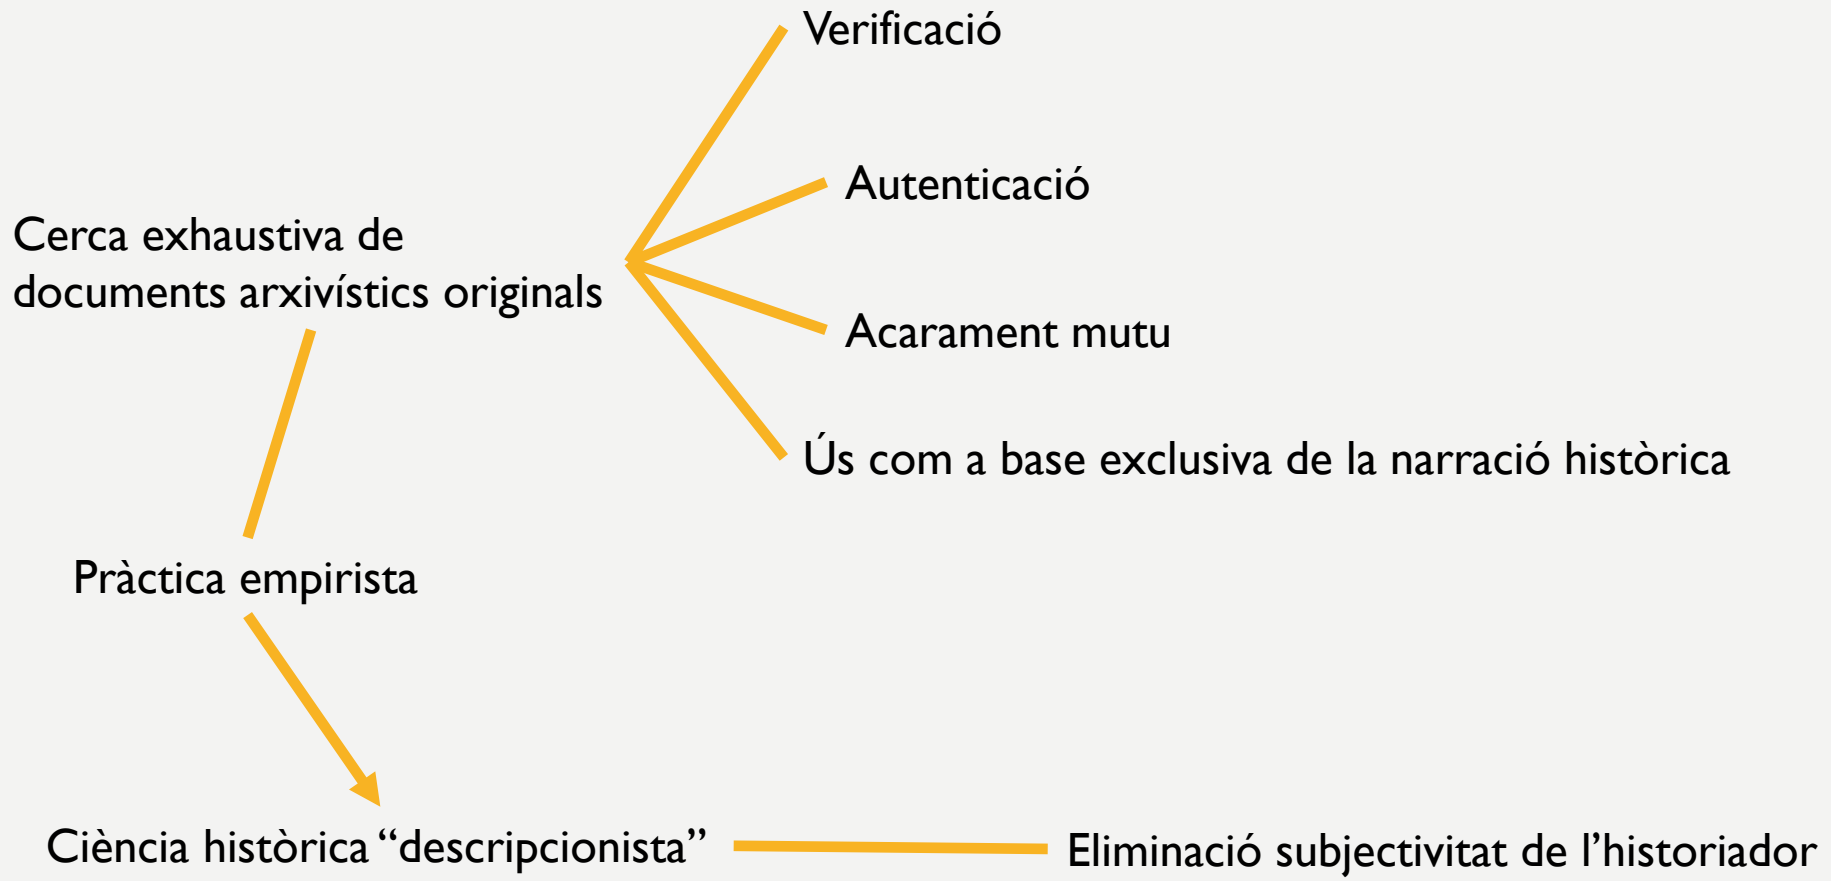 Verificació
Autenticació
Cerca exhaustiva de
documents arxivístics originals
Acarament mutu
Ús com a base exclusiva de la narració històrica
Pràctica empirista
Ciència històrica “descripcionista”
Eliminació subjectivitat de l’historiador